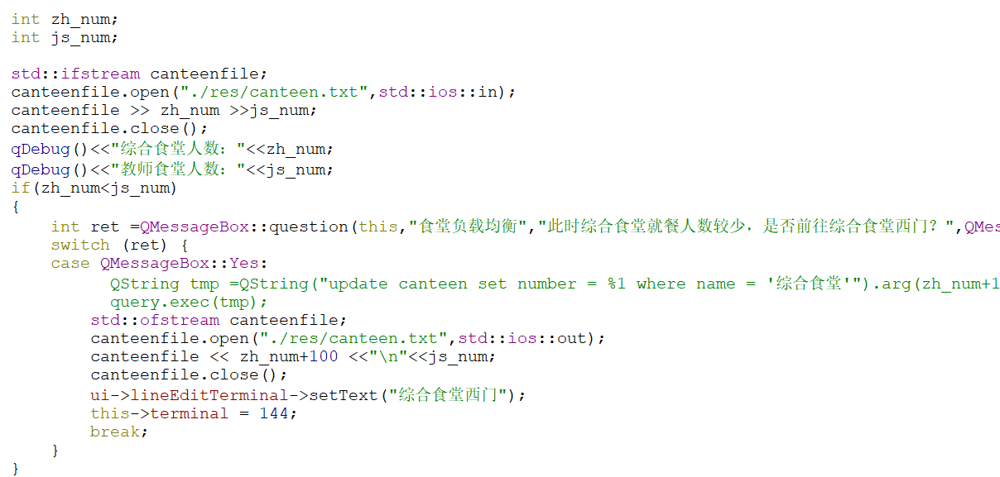 int zh_num;
int js_num;

std::ifstream canteenfile;
canteenfile.open("./res/canteen.txt",std::ios::in);
canteenfile >> zh_num >>js_num;
canteenfile.close();
qDebug()<<"综合食堂人数："<<zh_num;
qDebug()<<"教师食堂人数："<<js_num;
if(zh_num<js_num)
{
    int ret =QMessageBox::question(this,"食堂负载均衡","此时综合食堂就餐人数较少，是否前往综合食堂西门？",QMes
    switch (ret) {
    case QMessageBox::Yes:
          QString tmp =QString("update canteen set number = %1 where name = '综合食堂'").arg(zh_num+1
          query.exec(tmp);
        std::ofstream canteenfile;
        canteenfile.open("./res/canteen.txt",std::ios::out);
        canteenfile << zh_num+100 <<"\n"<<js_num;
        canteenfile.close();
        ui->lineEditTerminal->setText("综合食堂西门");
        this->terminal = 144;
        break;
    }
}